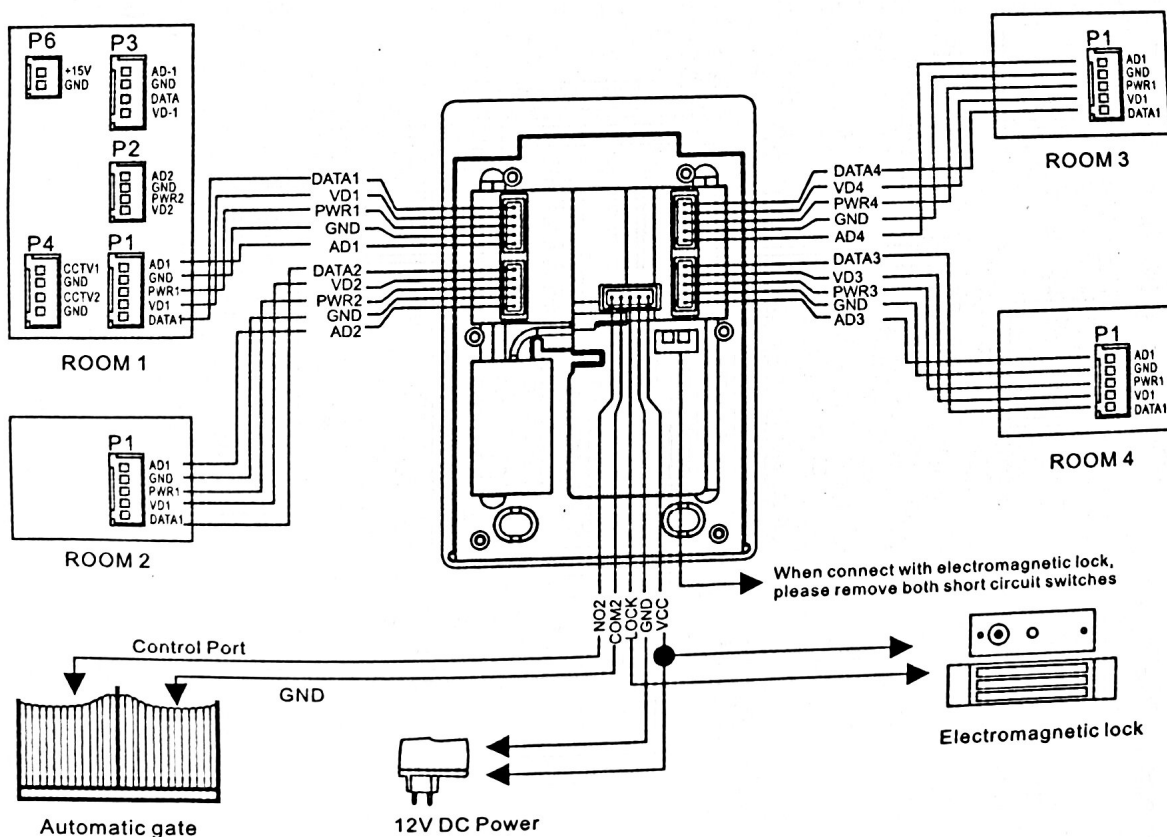 P6
+15V
GND
P3
AD-1
GND
DATA
VD-1
P2
AD2
GND
PWR2
VD2
P4
CCTV1
GND
CCTV2
GND
P1
AD1
GND
PWR1
VD1
DATA1
ROOM 1
P1
AD1
GND
PWR1
VD1
DATA1
ROOM 2
DATA1
VD1
PWR1
GND
AD1
DATA2
VD2
PWR2
GND
AD2
DATA4
VD4
PWR4
GND
AD4
DATA3
VD3
PWR3
GND
AD3
P1
AD1
GND
PWR1
VD1
DATA1
ROOM 3
P1
AD1
GND
PWR1
VD1
DATA1
ROOM 4
When connect with electromagnetic lock,
please remove both short circuit switches
NO2
COM2
LOCK
GND
VCC
Control Port
GND
Automatic gate
12V DC Power
Electromagnetic lock